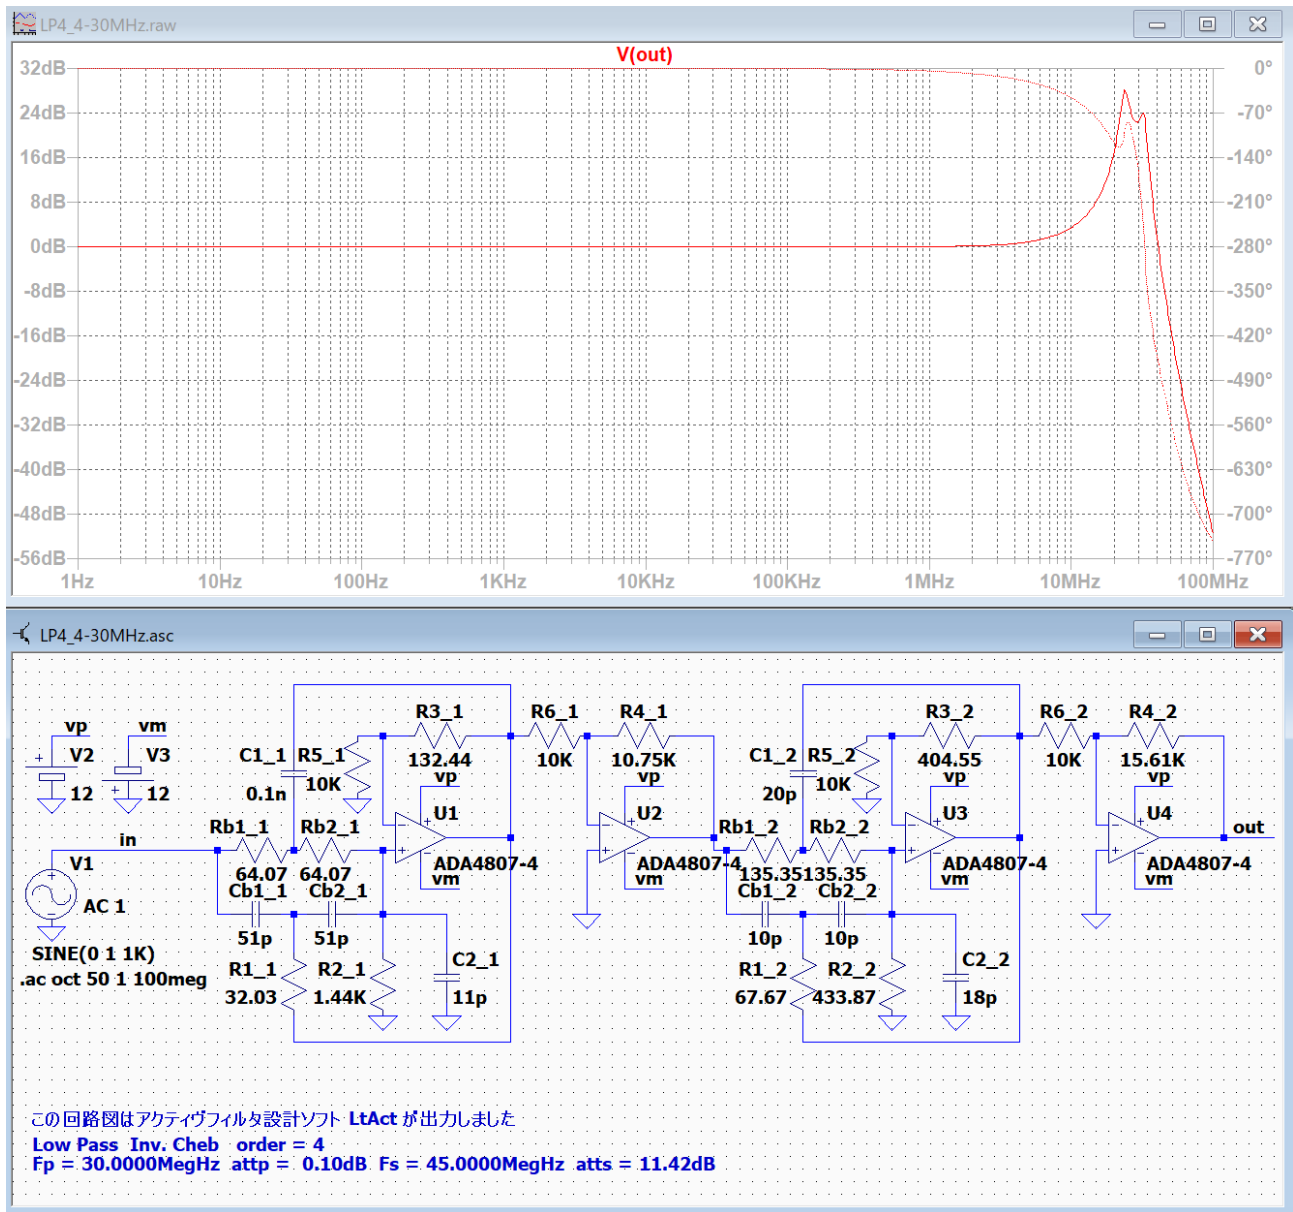 LP4_4-30MHz.raw
V(out)
32dB
24dB
16dB
8dB
0dB
-8dB
-16dB
-24dB
-32dB
-40dB
-48dB
-56dB
0°
-70°
-140°
-210°
-280°
-350°
-420°
-490°
-560°
-630°
-700°
-770°
1Hz 10Hz 100Hz 1KHz 10KHz 100KHz 1MHz 10MHz 100MHz
LP4_4-30MHz.asc
vp vm
V2 V3
12 12
in
V1
AC 1
SINE(0 1 1K)
.ac oct 50 1 100meg
C1_1
0.1n
R5_1
10K
R3_1
132.44
vp
U1
ADA4807-4
vm
Rb1_1 Rb2_1
64.07 64.07
Cb1_1 Cb2_1
51p 51p
R1_1 R2_1
32.03 1.44K
C2_1
11p
R6_1 R4_1
10K 10.75K
vp
U2
ADA4807-4
vm
C1_2
20p
R5_2
10K
R3_2
404.55
vp
U3
ADA4807-4
vm
Rb1_2 Rb2_2
135.35 135.35
Cb1_2 Cb2_2
10p 10p
R1_2 R2_2
67.67 433.87
C2_2
18p
R6_2 R4_2
10K 15.61K
vp
U4
ADA4807-4
vm
out
この回路図はアクティヴフィルタ設計ソフト LtAct が出力しました
Low Pass Inv. Cheb order = 4
Fp = 30.0000MegHz attp = 0.10dB Fs = 45.0000MegHz atts = 11.42dB